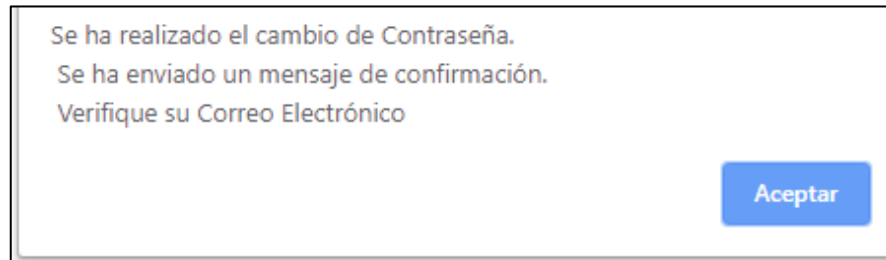 Se ha realizado el cambio de Contraseña.
Se ha enviado un mensaje de confirmación.
Verifique su Correo Electrónico
Aceptar